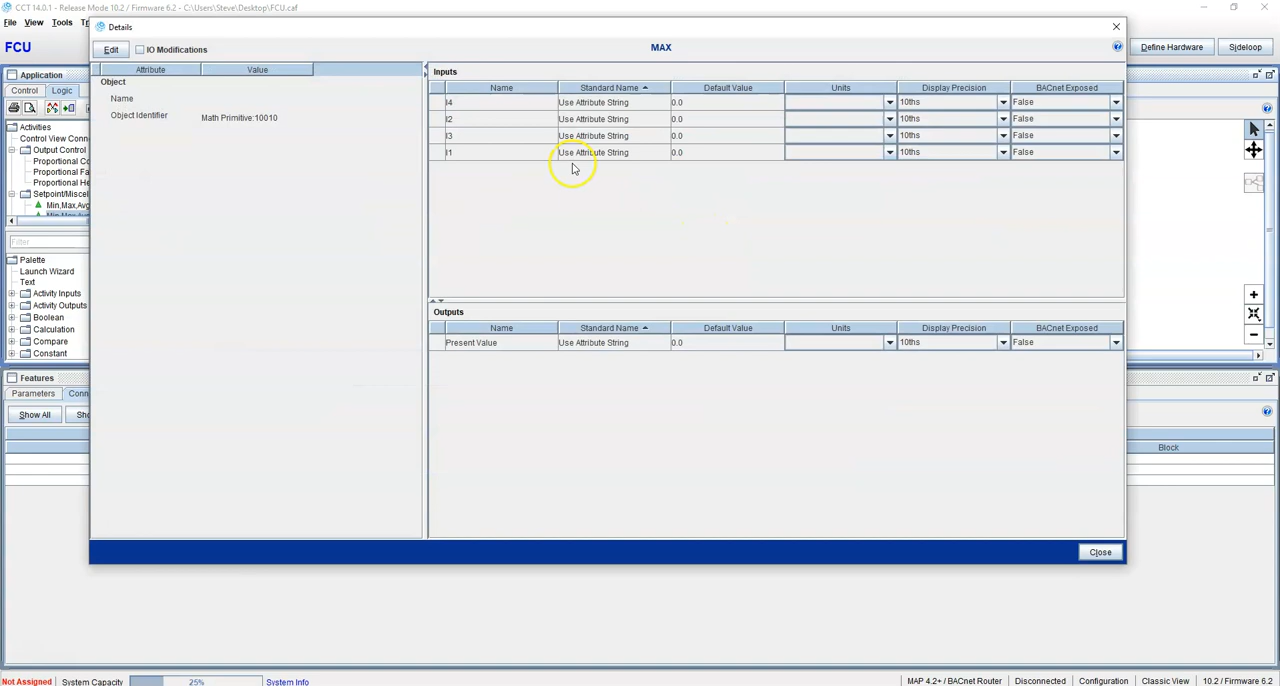 CCT 14.0.1 - Release Mode 10.2 / Firmware 6.2 - C:\Users\Steve\Desktop\FCU.caf
File View Tools
FCU
Define Hardware Sideloop
Details
Edit IO Modifications
MAX
Application
Control Logic
Activities
Control View Conn
Output Control
Proportional Co
Proportional Fa
Proportional He
Setpoint/Miscel
Min,Max,Avg
Min,Max,Av
Filter
Palette
Launch Wizard
Text
Activity Inputs
Activity Outputs
Boolean
Calculation
Compare
Constant
Attribute Value
Object
Name
Object Identifier Math Primitive:10010
Inputs
Name Standard Name Default Value Units Display Precision BACnet Exposed
I4 Use Attribute String 0.0 10ths False
I2 Use Attribute String 0.0 10ths False
I3 Use Attribute String 0.0 10ths False
I1 Use Attribute String 0.0 10ths False
Outputs
Name Standard Name Default Value Units Display Precision BACnet Exposed
Present Value Use Attribute String 0.0 10ths False
Close
Features
Parameters Conn
Show All Sho
Block
Not Assigned System Capacity 25% System Info
MAP 4.2+ / BACnet Router Disconnected Configuration Classic View 10.2 / Firmware 6.2